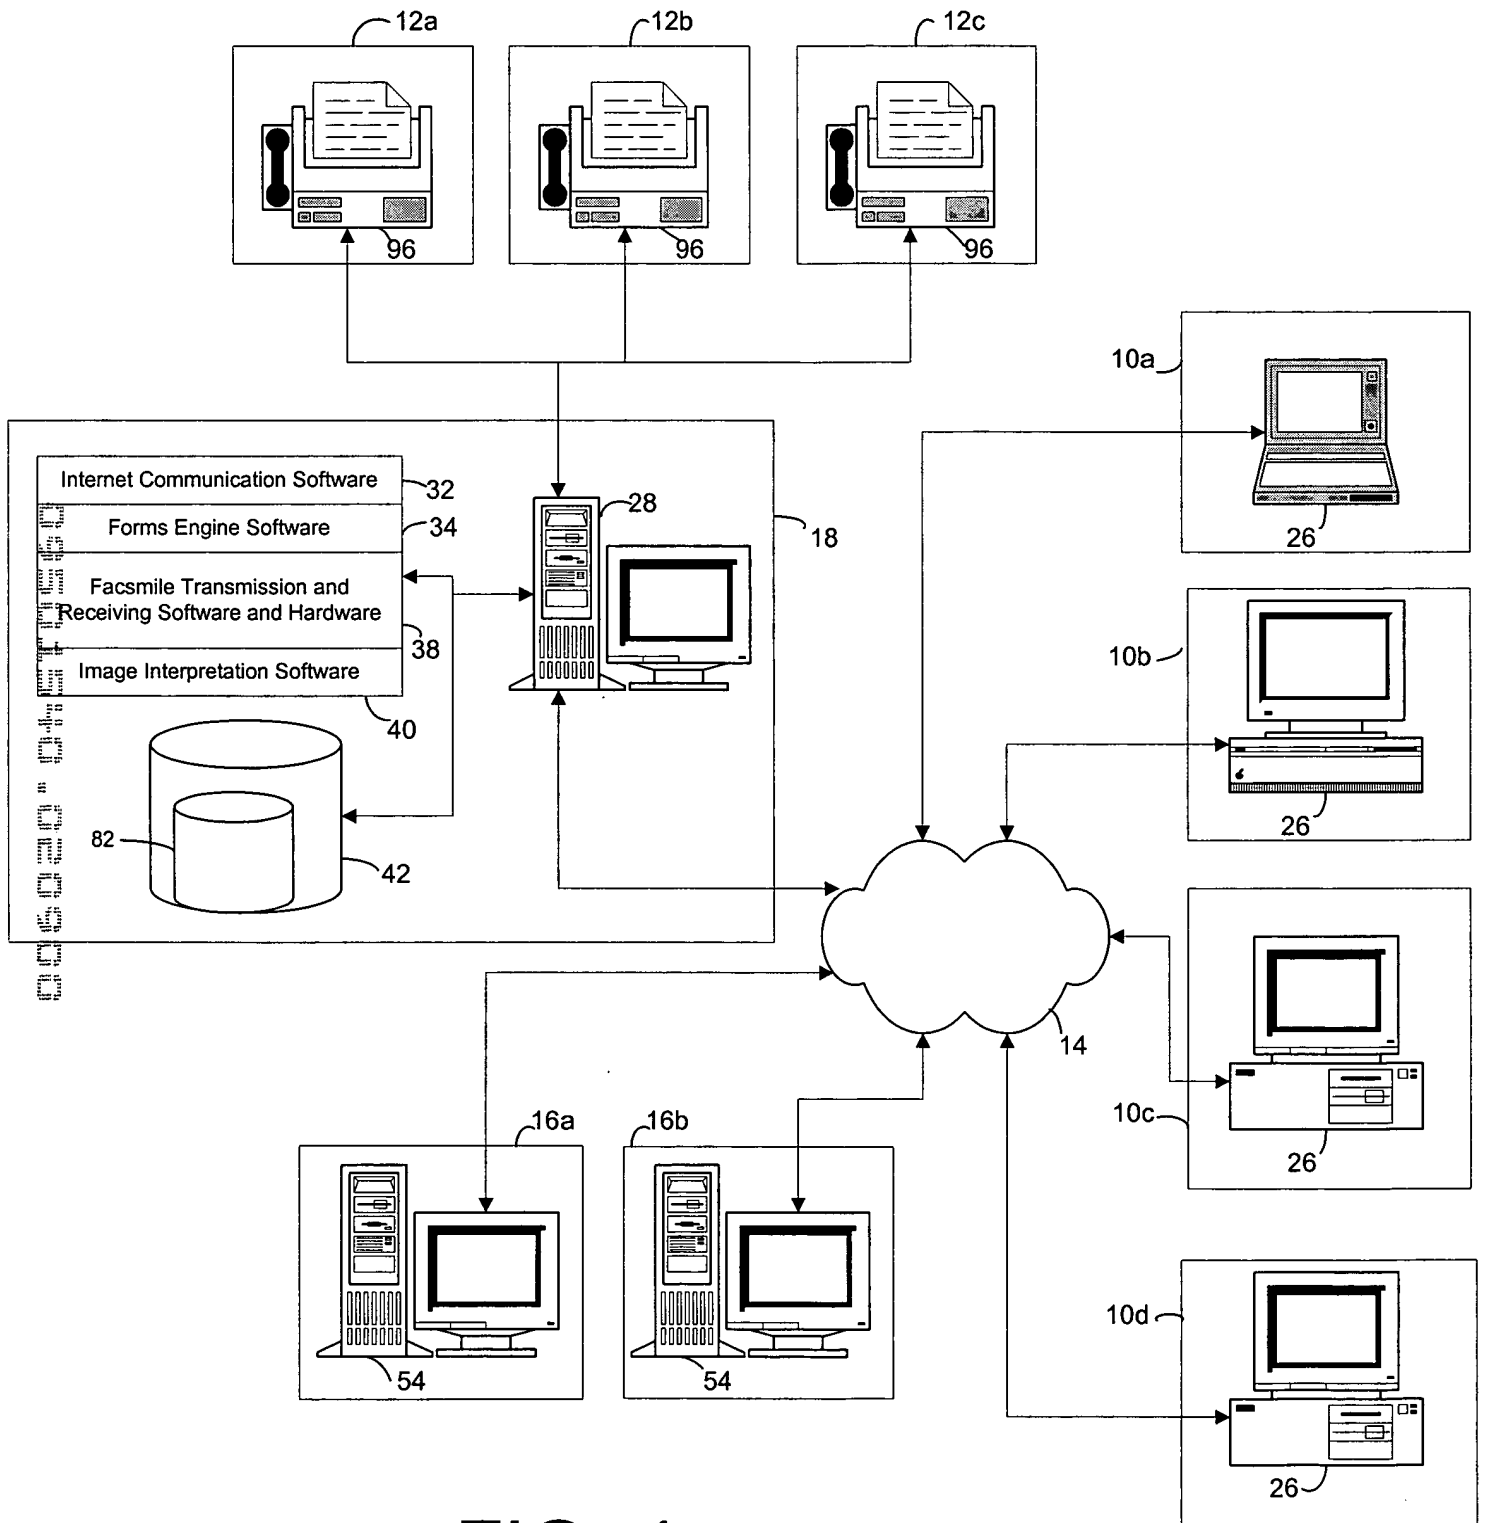 12a
12b
12c
96
96
96
10a
26
Internet Communication Software
32
Forms Engine Software
34
Facsmile Transmission and
Receiving Software and Hardware
38
Image Interpretation Software
40
28
18
10b
26
82
42
14
10c
26
16a
16b
54
54
10d
26